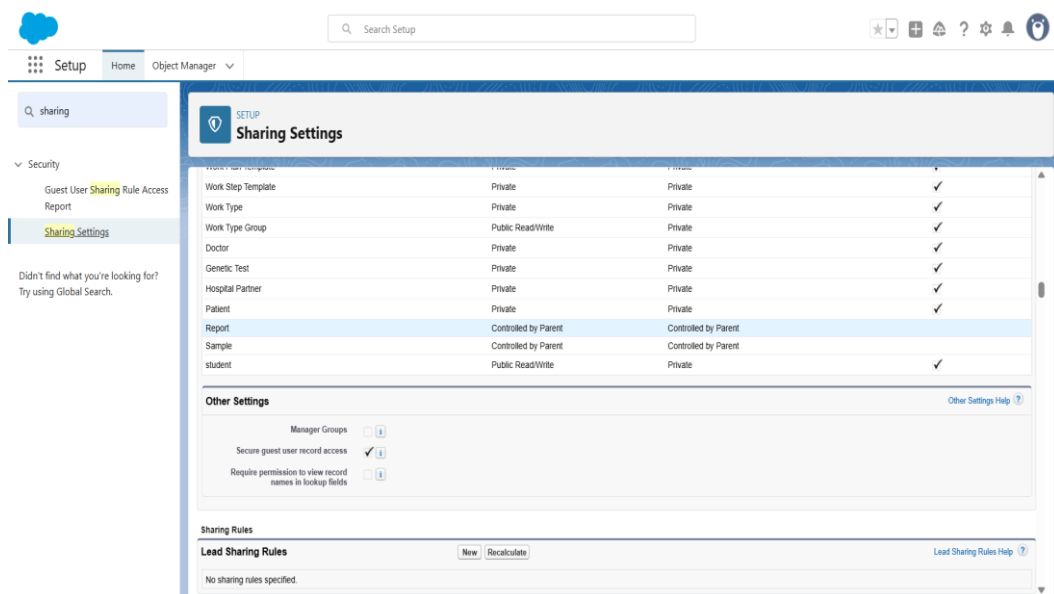 Search Setup
Setup Home Object Manager
sharing
Security
Guest User Sharing Rule Access
Report
Sharing Settings
Didn't find what you're looking for?
Try using Global Search.
SETUP
Sharing Settings
Work Plan Template Private Private
Work Step Template Private Private
Work Type Private Private
Work Type Group Public Read/Write Private
Doctor Private Private
Genetic Test Private Private
Hospital Partner Private Private
Patient Private Private
Report Controlled by Parent Controlled by Parent
Sample Controlled by Parent Controlled by Parent
student Public Read/Write Private
Other Settings Other Settings Help ?
Manager Groups i
Secure guest user record access i
Require permission to view record i
names in lookup fields
Sharing Rules
Lead Sharing Rules New Recalculate Lead Sharing Rules Help ?
No sharing rules specified.